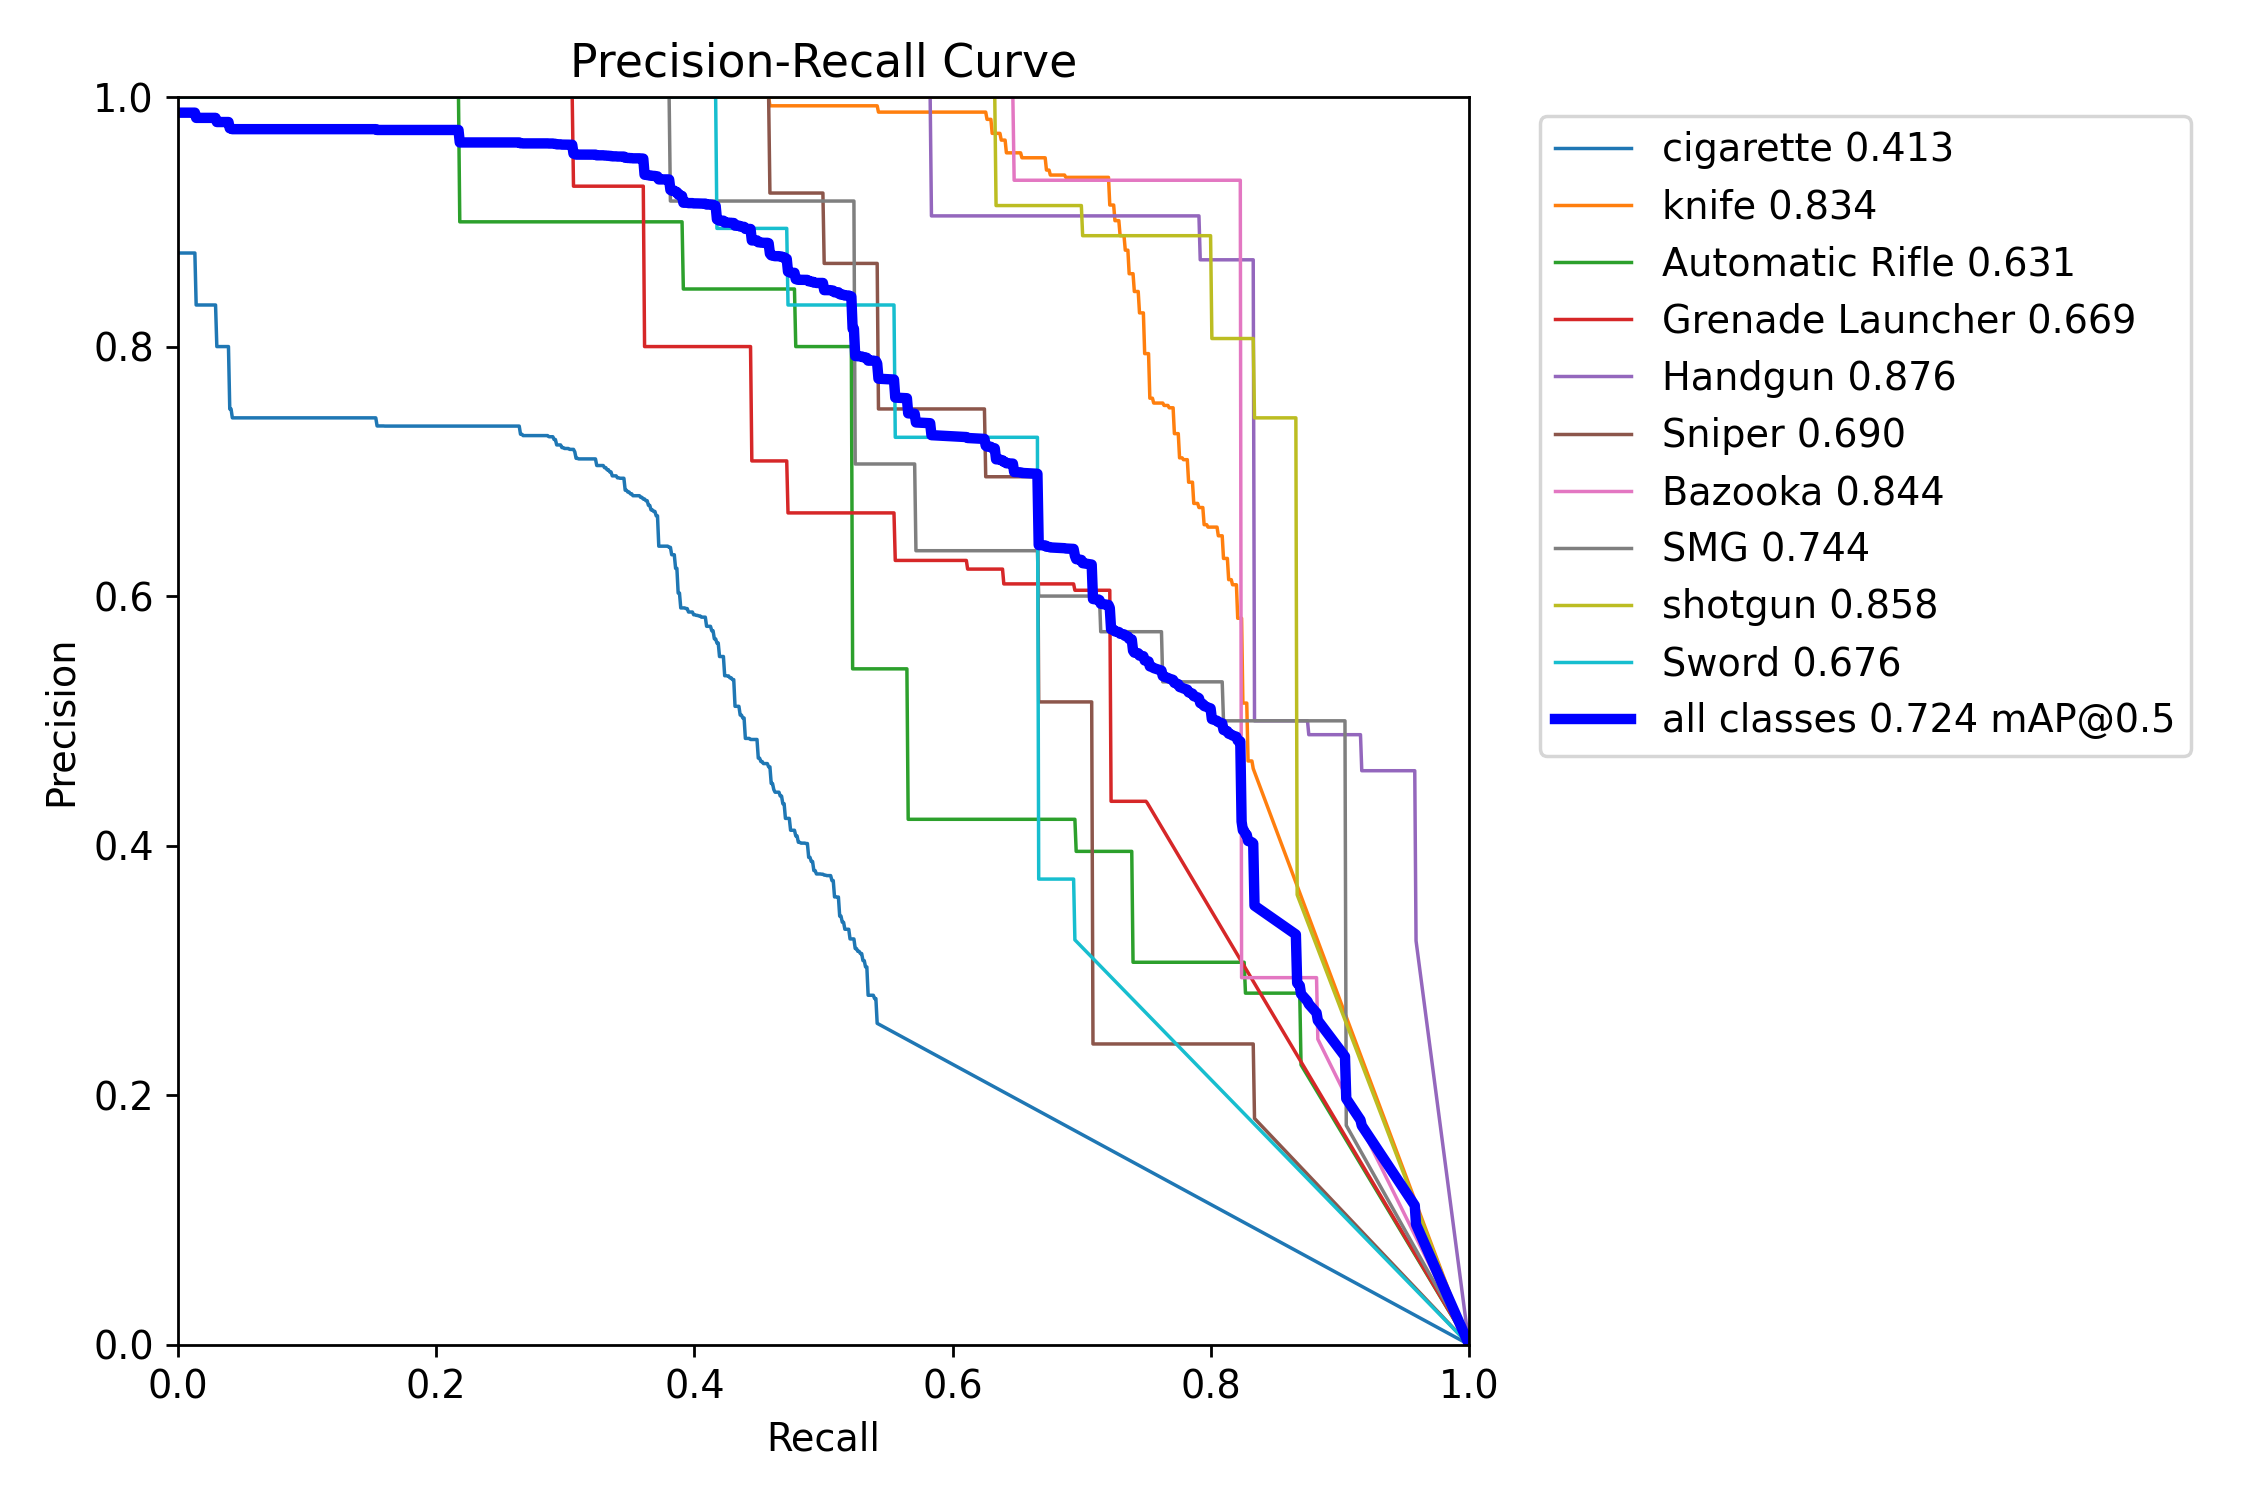 Precision-Recall Curve
1.0
0.8
0.6
0.4
0.2
0.0
Precision
0.0 0.2 0.4 0.6 0.8 1.0
Recall
cigarette 0.413
knife 0.834
Automatic Rifle 0.631
Grenade Launcher 0.669
Handgun 0.876
Sniper 0.690
Bazooka 0.844
SMG 0.744
shotgun 0.858
Sword 0.676
all classes 0.724 mAP@0.5